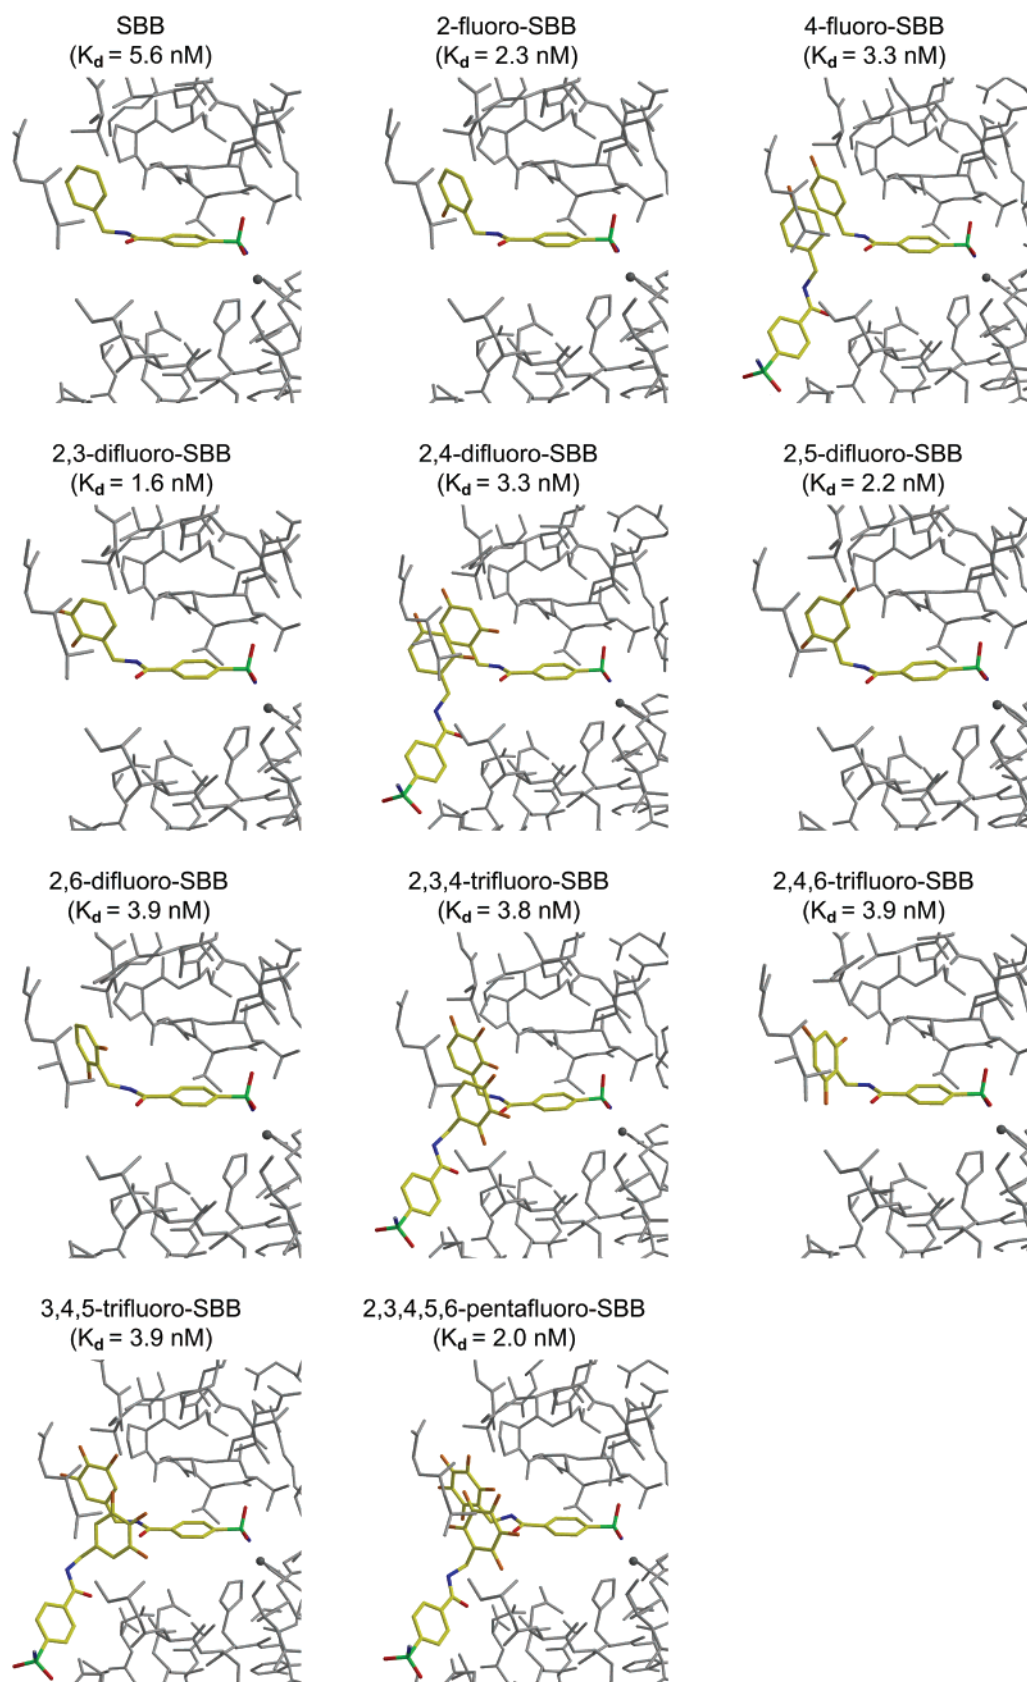 SBB
(Kd = 5.6 nM)
2-fluoro-SBB
(Kd = 2.3 nM)
4-fluoro-SBB
(Kd = 3.3 nM)
2,3-difluoro-SBB
(Kd = 1.6 nM)
2,4-difluoro-SBB
(Kd = 3.3 nM)
2,5-difluoro-SBB
(Kd = 2.2 nM)
2,6-difluoro-SBB
(Kd = 3.9 nM)
2,3,4-trifluoro-SBB
(Kd = 3.8 nM)
2,4,6-trifluoro-SBB
(Kd = 3.9 nM)
3,4,5-trifluoro-SBB
(Kd = 3.9 nM)
2,3,4,5,6-pentafluoro-SBB
(Kd = 2.0 nM)